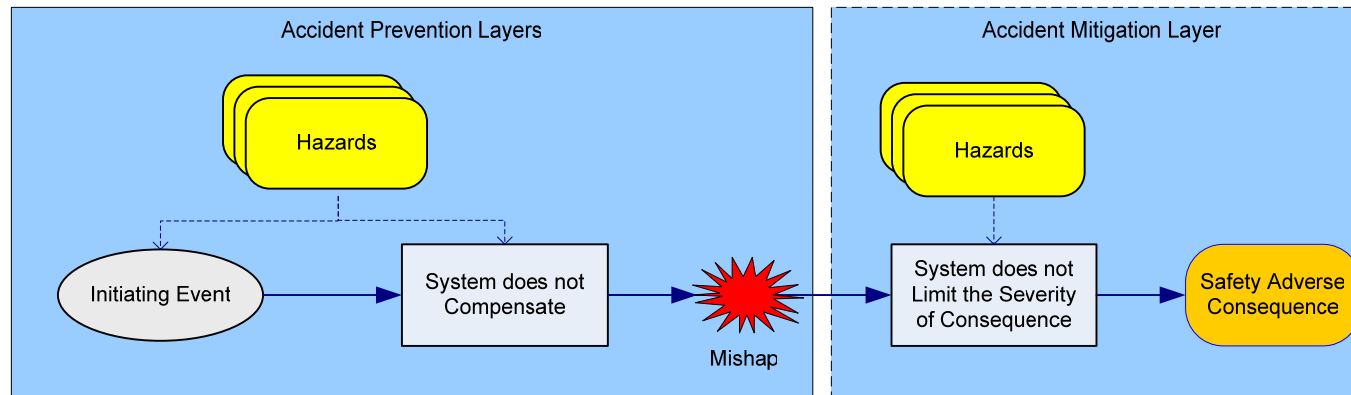 Accident Prevention Layers
Hazards
Initiating Event
System does not
Compensate
Mishap
Accident Mitigation Layer
Hazards
System does not
Limit the Severity
of Consequence
Safety Adverse
Consequence